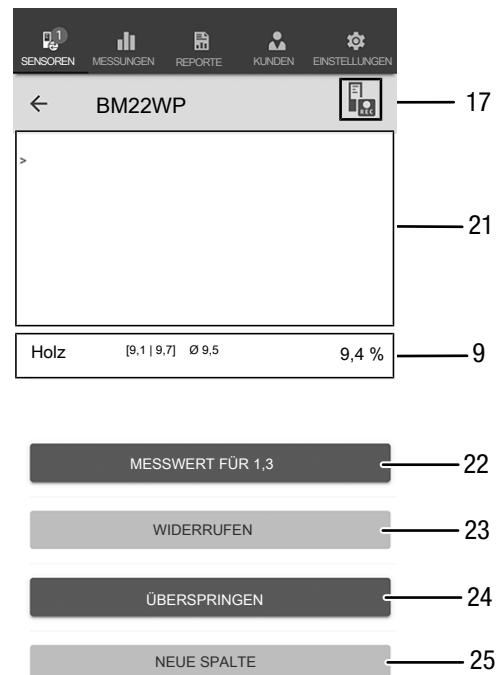 1
SENSOREN MESSUNGEN REPORTE KUNDEN EINSTELLUNGEN
← BM22WP REC 17
>
21
Holz [9,1 | 9,7] Ø 9,5 9,4 % 9
MESSWERT FÜR 1,3 22
WIDERRUFEN 23
ÜBERSPRINGEN 24
NEUE SPALTE 25